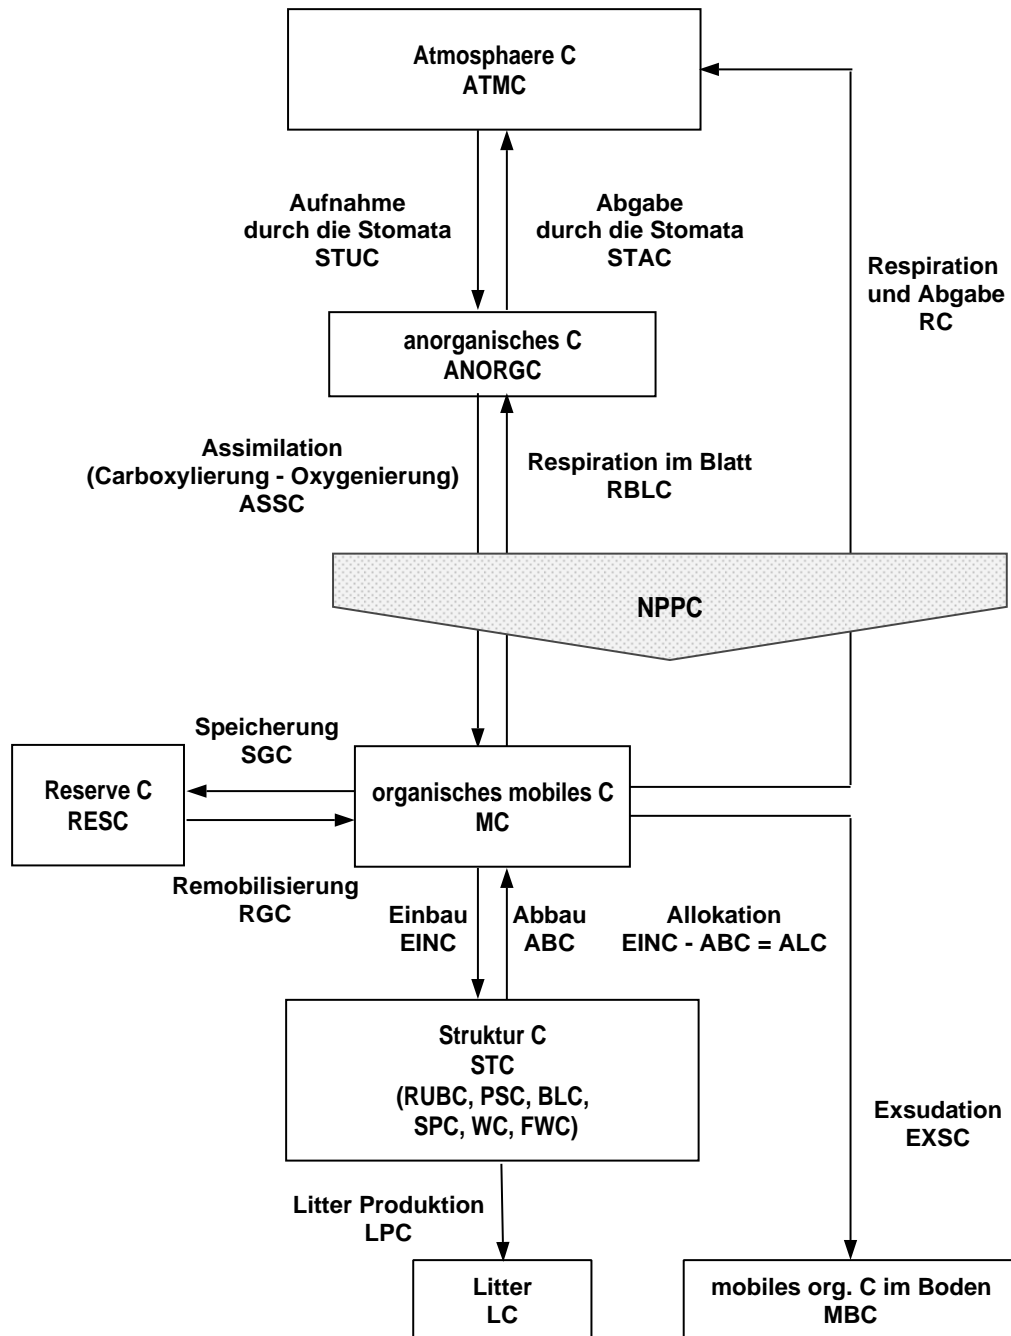 Atmosphaere C
ATMC
Aufnahme
durch die Stomata
STUC
Abgabe
durch die Stomata
STAC
Respiration
und Abgabe
RC
anorganisches C
ANORGC
Assimilation
(Carboxylierung - Oxygenierung)
ASSC
Respiration im Blatt
RBLC
NPPC
Speicherung
SGC
Reserve C
RESC
organisches mobiles C
MC
Remobilisierung
RGC
Einbau
EINC
Abbau
ABC
Allokation
EINC - ABC = ALC
Struktur C
STC
(RUBC, PSC, BLC,
SPC, WC, FWC)
Exsudation
EXSC
Litter Produktion
LPC
Litter
LC
mobiles org. C im Boden
MBC